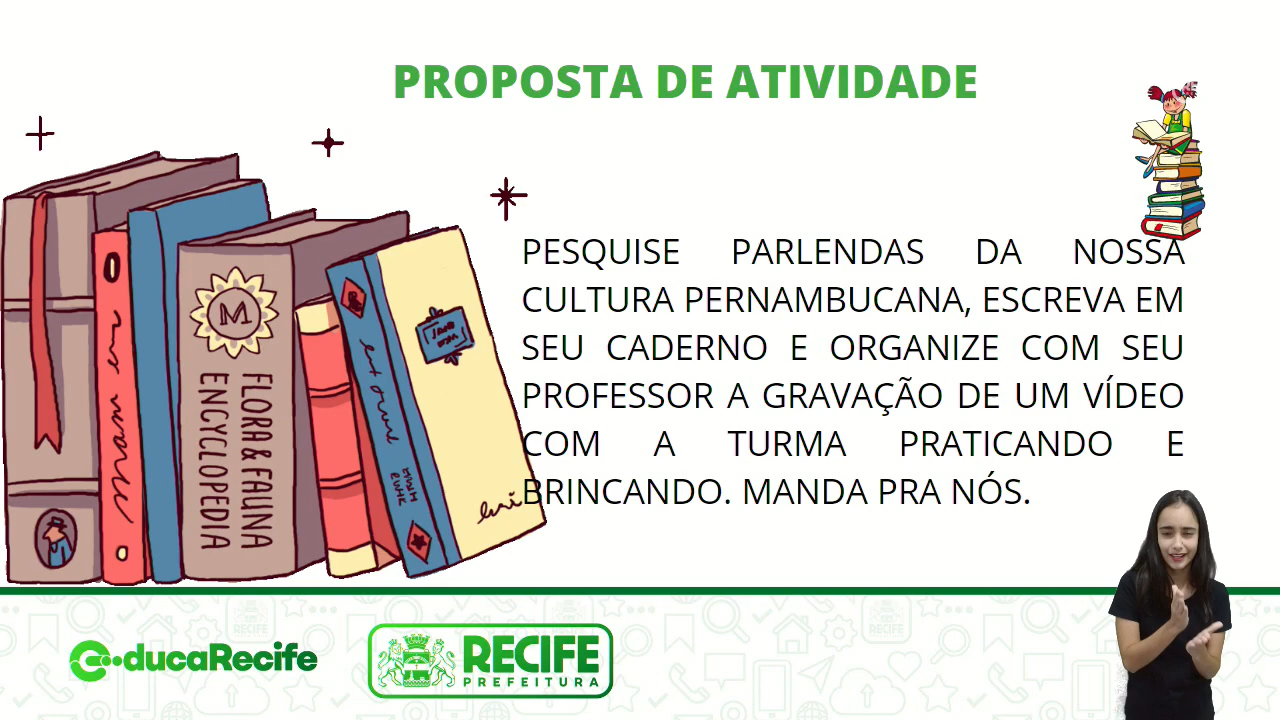 PROPOSTA DE ATIVIDADE
PESQUISE PARLENDAS DA NOSSA
CULTURA PERNAMBUCANA, ESCREVA EM
SEU CADERNO E ORGANIZE COM SEU
PROFESSOR A GRAVAÇÃO DE UM VÍDEO
COM A TURMA PRATICANDO E
BRINCANDO. MANDA PRA NÓS.
M
FLORA & FAUNA
ENCYCLOPEDIA
ducaRecife
RECIFE
PREFEITURA